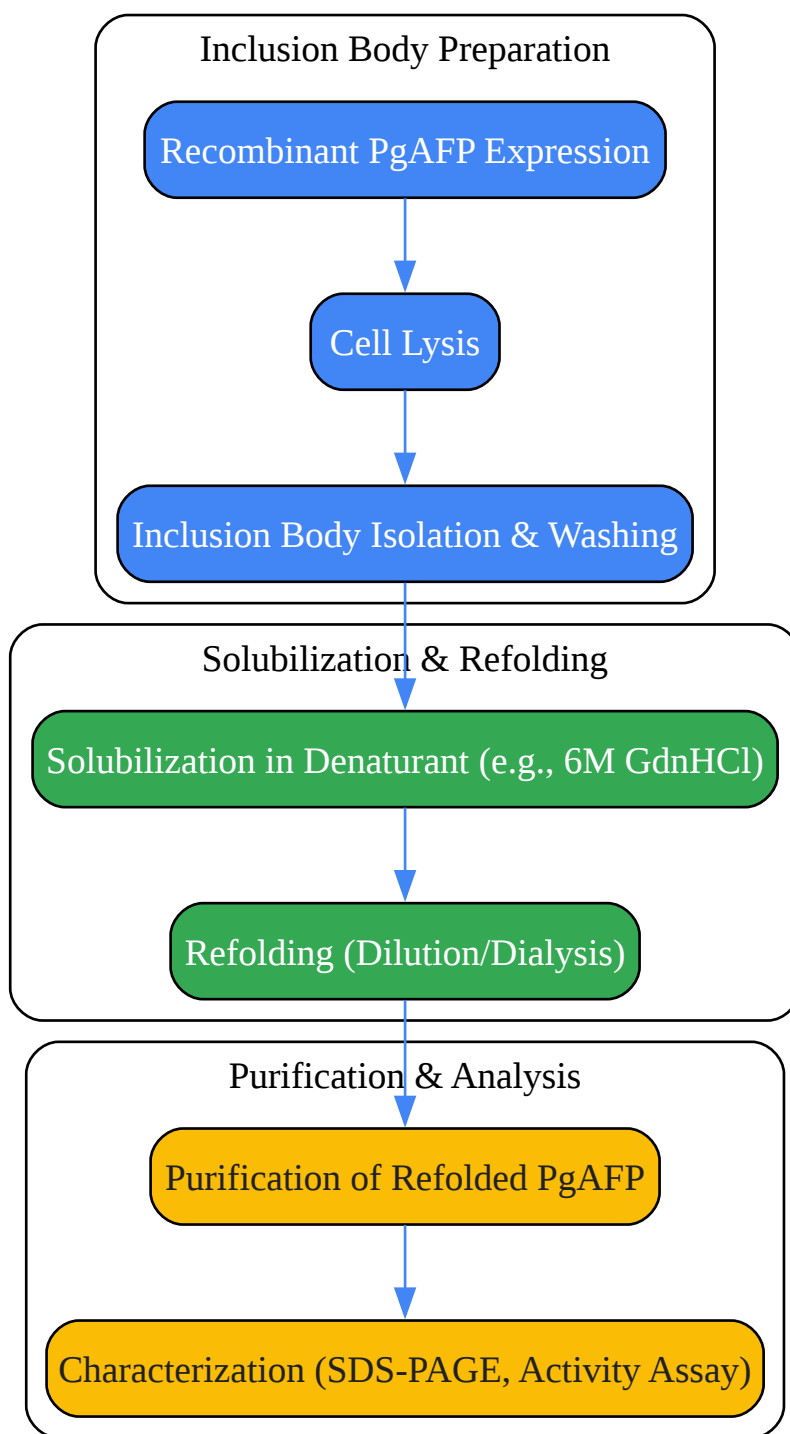 Inclusion Body Preparation
Recombinant PgAFP Expression
Cell Lysis
Inclusion Body Isolation & Washing
Solubilization & Refolding
Solubilization in Denaturant (e.g., 6M GdnHCl)
Refolding (Dilution/Dialysis)
Purification & Analysis
Purification of Refolded PgAFP
Characterization (SDS-PAGE, Activity Assay)